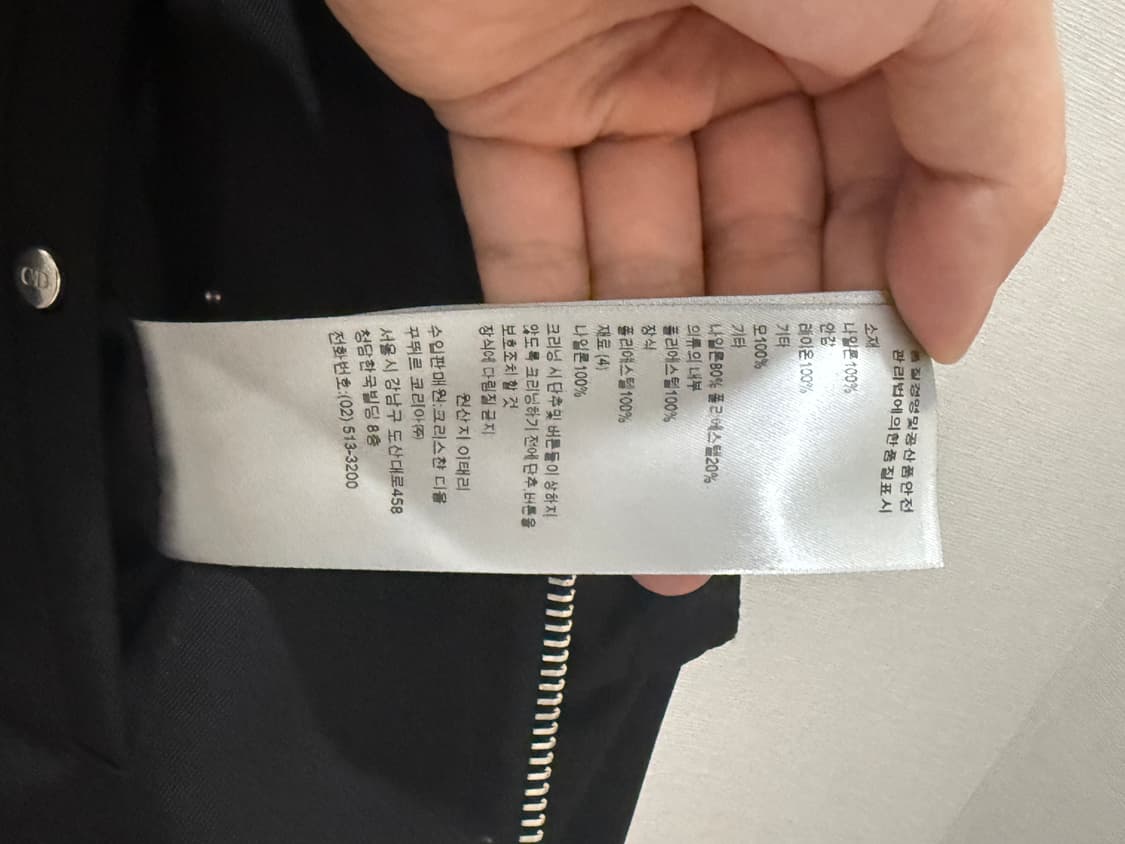 품질경영및공산품안전
관리법에의한품질표시
소재
나일론100%
안감
레이온100%
기타
모100%
기타
나일론80% 폴리에스텔20%
의류의 내부
폴리에스텔100%
장식
폴리에스텔100%
재료 (4)
나일론100%
크리닝 시 단추및 버튼들이 상하지
않도록 크리닝하기 전에 단추,버튼을
보호조치 할 것
장식에 다림질금지
원산지 이태리
수입판매원:크리스챤 디올
꾸뛰르 코리아㈜
서울시 강남구 도산대로458
청담한국빌딩 8층
전화번호:(02) 513-3200
CD